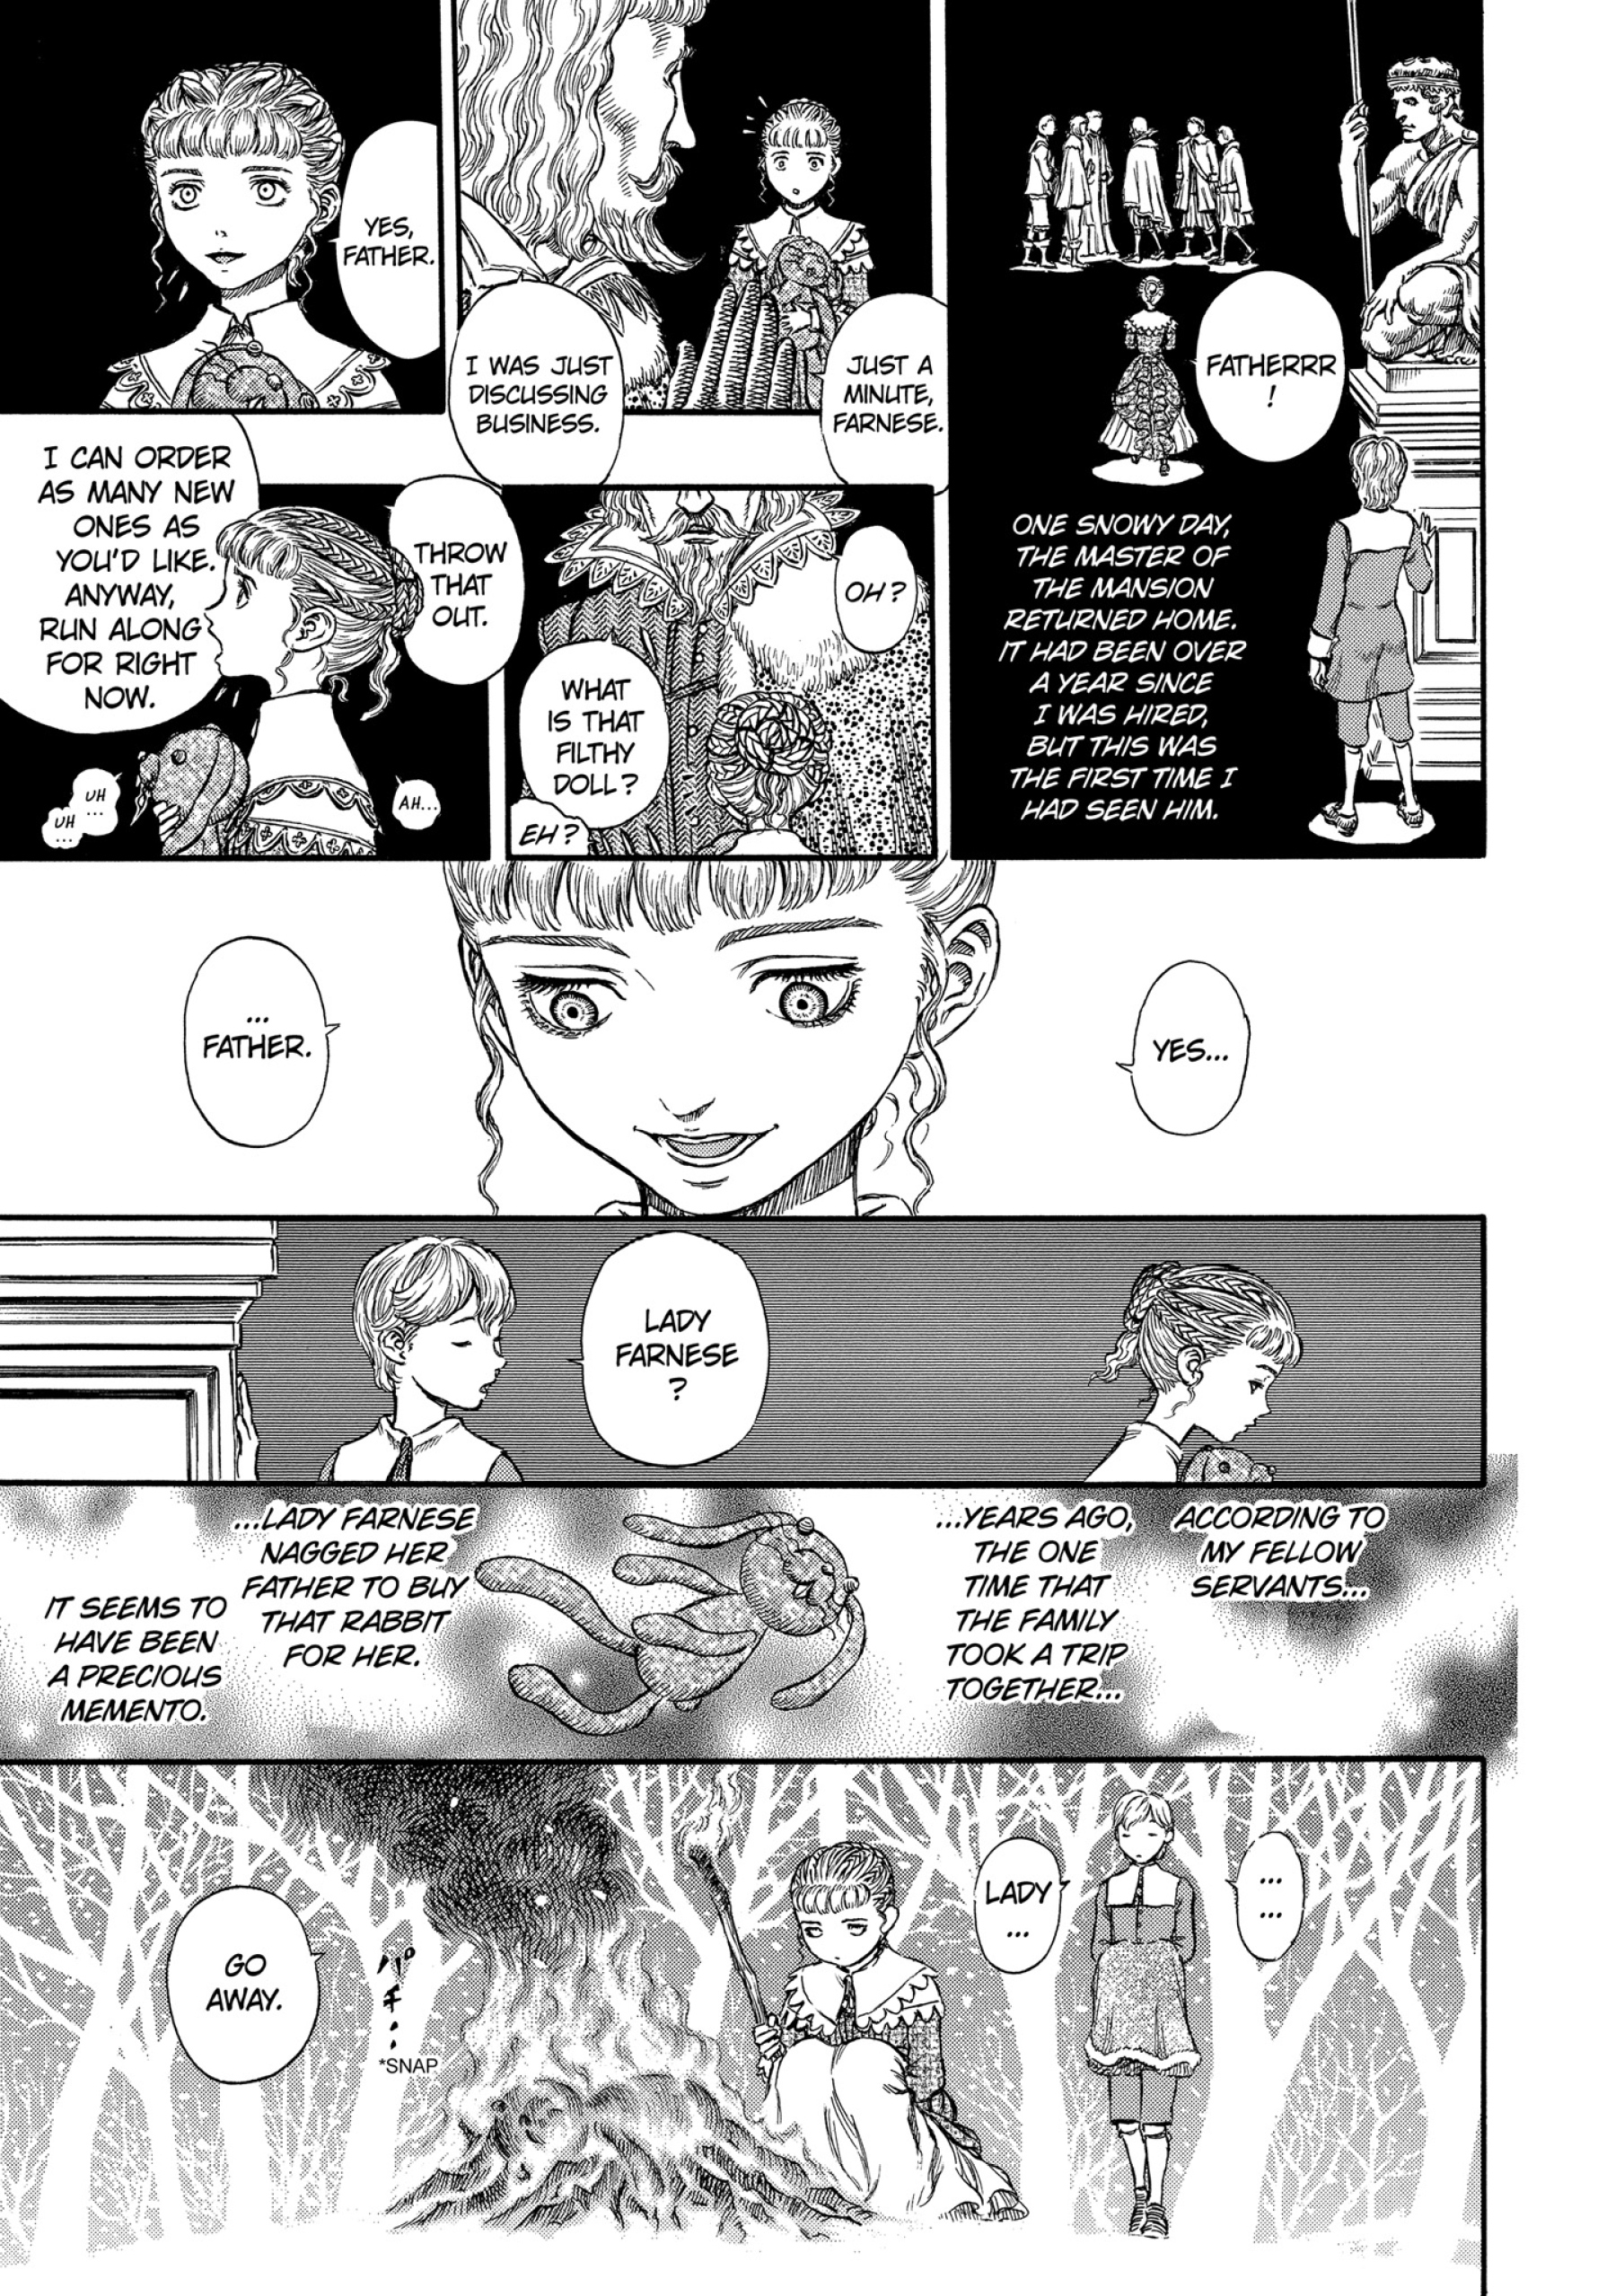 FATHERRR
!
ONE SNOWY DAY,
THE MASTER OF
THE MANSION
RETURNED HOME.
IT HAD BEEN OVER
A YEAR SINCE
I WAS HIRED,
BUT THIS WAS
THE FIRST TIME I
HAD SEEN HIM.
JUST A
MINUTE,
FARNESE.
I WAS JUST
DISCUSSING
BUSINESS.
YES,
FATHER.
OH?
WHAT
IS THAT
FILTHY
DOLL?
EH?
THROW
THAT
OUT.
AH...
I CAN ORDER
AS MANY NEW
ONES AS
YOU'D LIKE.
ANYWAY,
RUN ALONG
FOR RIGHT
NOW.
UH
...
UH
...
YES...
...
FATHER.
LADY
FARNESE
?
ACCORDING TO
MY FELLOW
SERVANTS...
...YEARS AGO,
THE ONE
TIME THAT
THE FAMILY
TOOK A TRIP
TOGETHER...
...LADY FARNESE
NAGGED HER
FATHER TO BUY
THAT RABBIT
FOR HER.
IT SEEMS TO
HAVE BEEN
A PRECIOUS
MEMENTO.
...
...
LADY
...
パチ…
*SNAP
GO
AWAY.